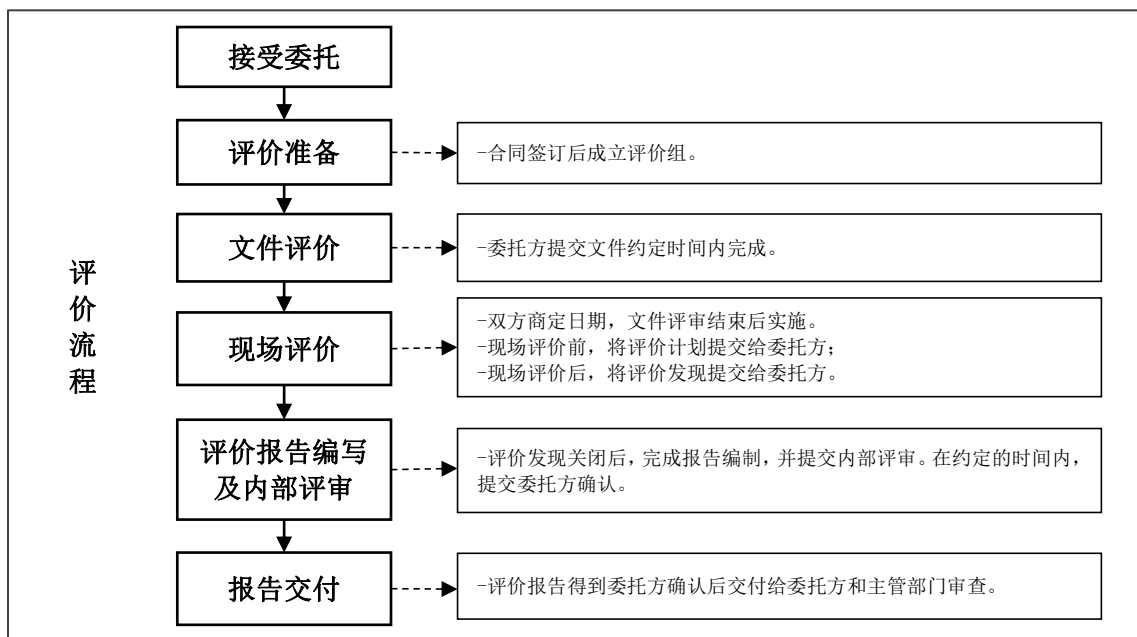 接受委托
评价准备
-合同签订后成立评价组。
文件评价
-委托方提交文件约定时间内完成。
评价流程
现场评价
-双方商定日期，文件评审结束后实施。
-现场评价前，将评价计划提交给委托方；
-现场评价后，将评价发现提交给委托方。
评价报告编写
及内部评审
-评价发现关闭后，完成报告编制，并提交内部评审。在约定的时间内，
提交委托方确认。
报告交付
-评价报告得到委托方确认后交付给委托方和主管部门审查。